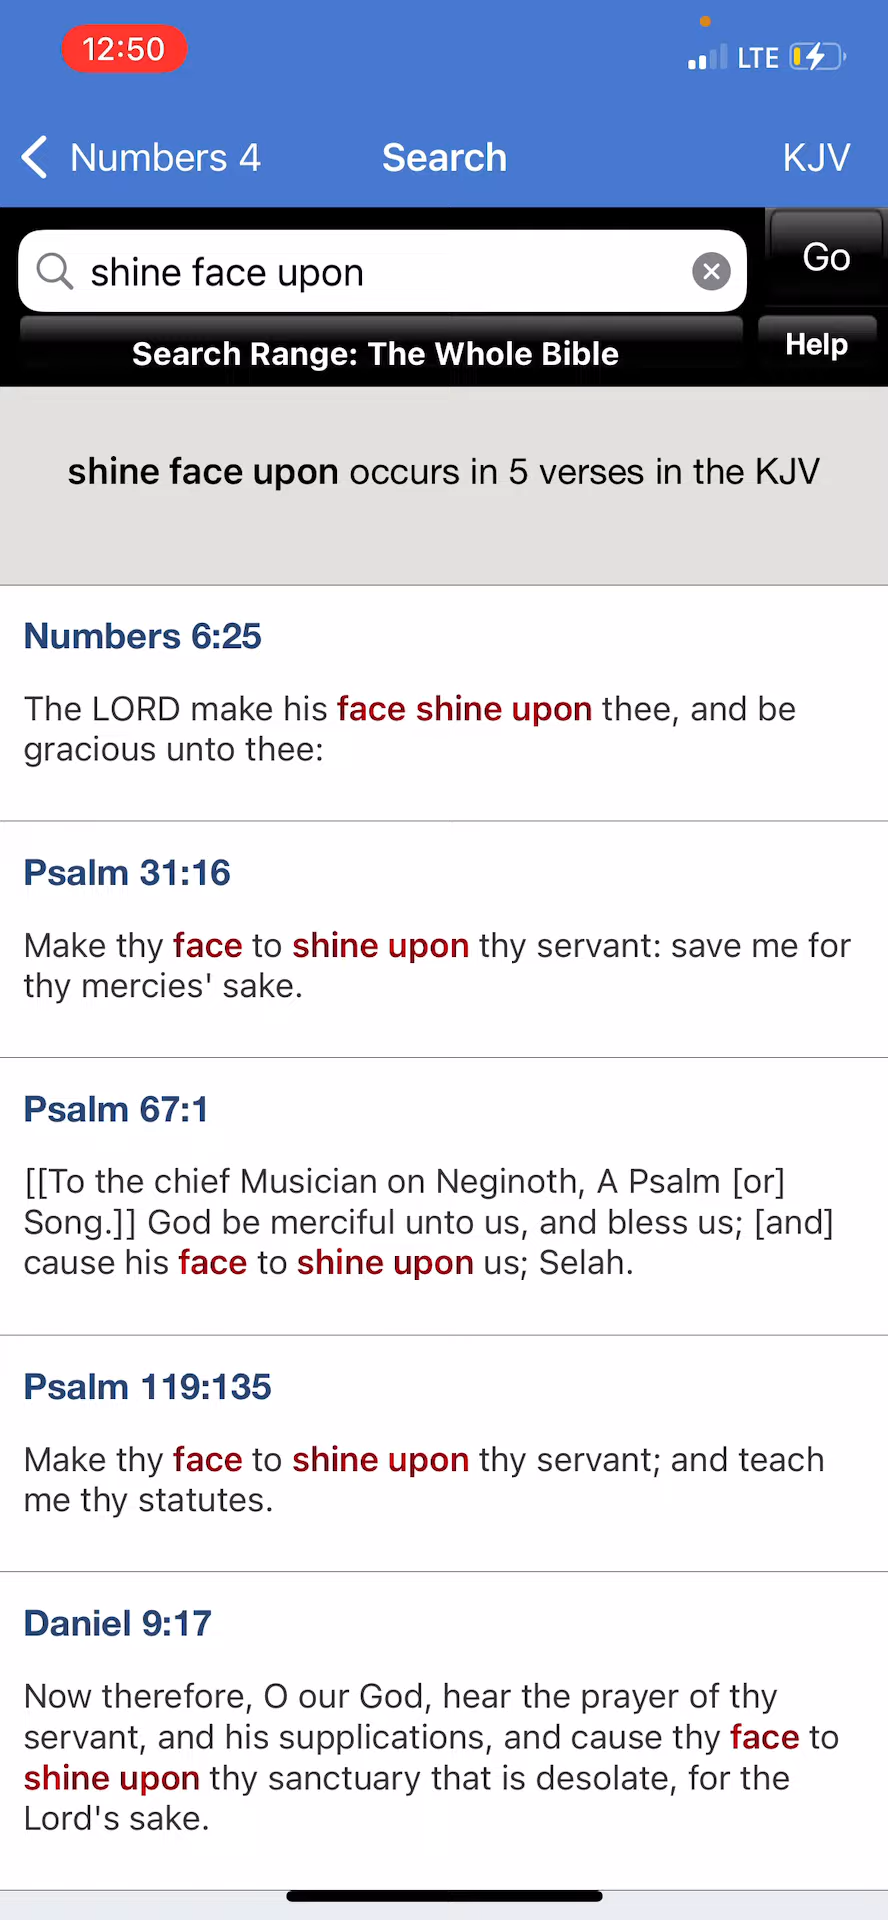 12:50
LTE
Numbers 4
Search
KJV
shine face upon
Go
Search Range: The Whole Bible
Help
shine face upon occurs in 5 verses in the KJV
Numbers 6:25
The LORD make his face shine upon thee, and be
gracious unto thee:
Psalm 31:16
Make thy face to shine upon thy servant: save me for
thy mercies' sake.
Psalm 67:1
[[To the chief Musician on Neginoth, A Psalm [or]
Song.]] God be merciful unto us, and bless us; [and]
cause his face to shine upon us; Selah.
Psalm 119:135
Make thy face to shine upon thy servant; and teach
me thy statutes.
Daniel 9:17
Now therefore, O our God, hear the prayer of thy
servant, and his supplications, and cause thy face to
shine upon thy sanctuary that is desolate, for the
Lord's sake.